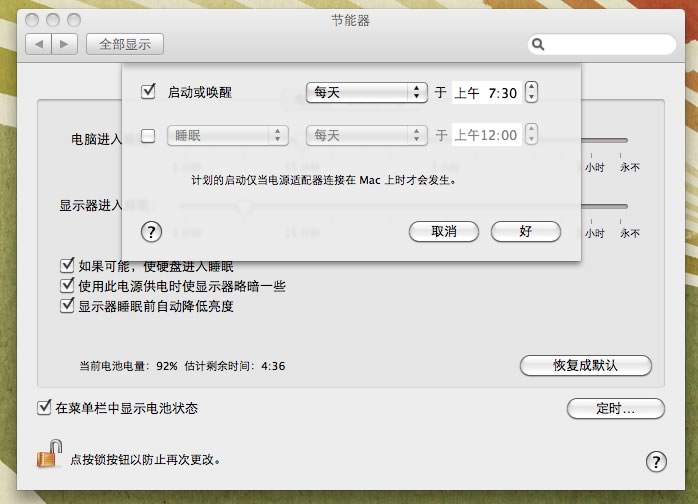 节能器
全部显示
启动或唤醒 每天 于 上午 7:30
睡眠 每天 于 上午12:00
电脑进入
计划的启动仅当电源适配器连接在 Mac 上时才会发生。
小时 永不
显示器进入
取消 好
小时 永不
如果可能，使硬盘进入睡眠
使用此电源供电时使显示器略暗一些
显示器睡眠前自动降低亮度
当前电池电量：92% 估计剩余时间：4:36
恢复成默认
在菜单栏中显示电池状态
定时...
点按锁按钮以防止再次更改。